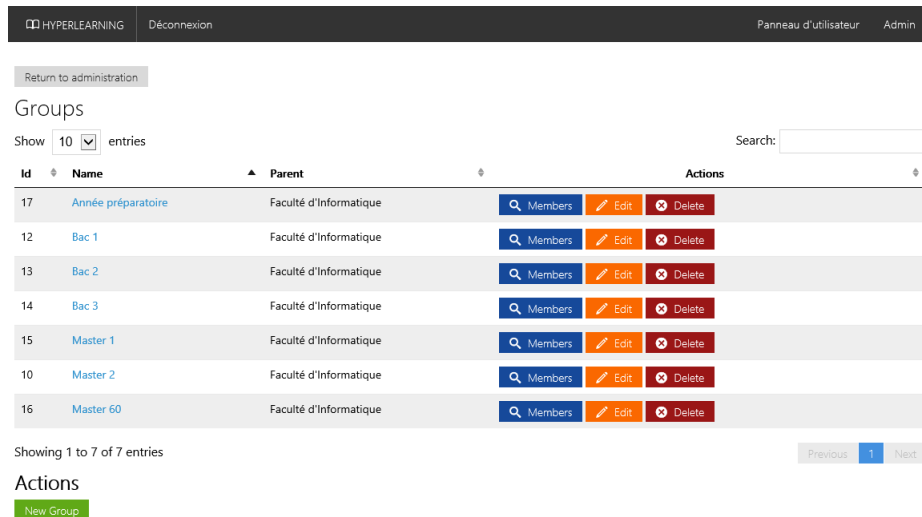 HYPERLEARNING Déconnexion Panneau d'utilisateur Admin
Return to administration
Groups
Show 10 entries Search:
Id Name Parent Actions
17 Année préparatoire Faculté d'Informatique Members Edit Delete
12 Bac 1 Faculté d'Informatique Members Edit Delete
13 Bac 2 Faculté d'Informatique Members Edit Delete
14 Bac 3 Faculté d'Informatique Members Edit Delete
15 Master 1 Faculté d'Informatique Members Edit Delete
10 Master 2 Faculté d'Informatique Members Edit Delete
16 Master 60 Faculté d'Informatique Members Edit Delete
Showing 1 to 7 of 7 entries Previous 1 Next
Actions
New Group